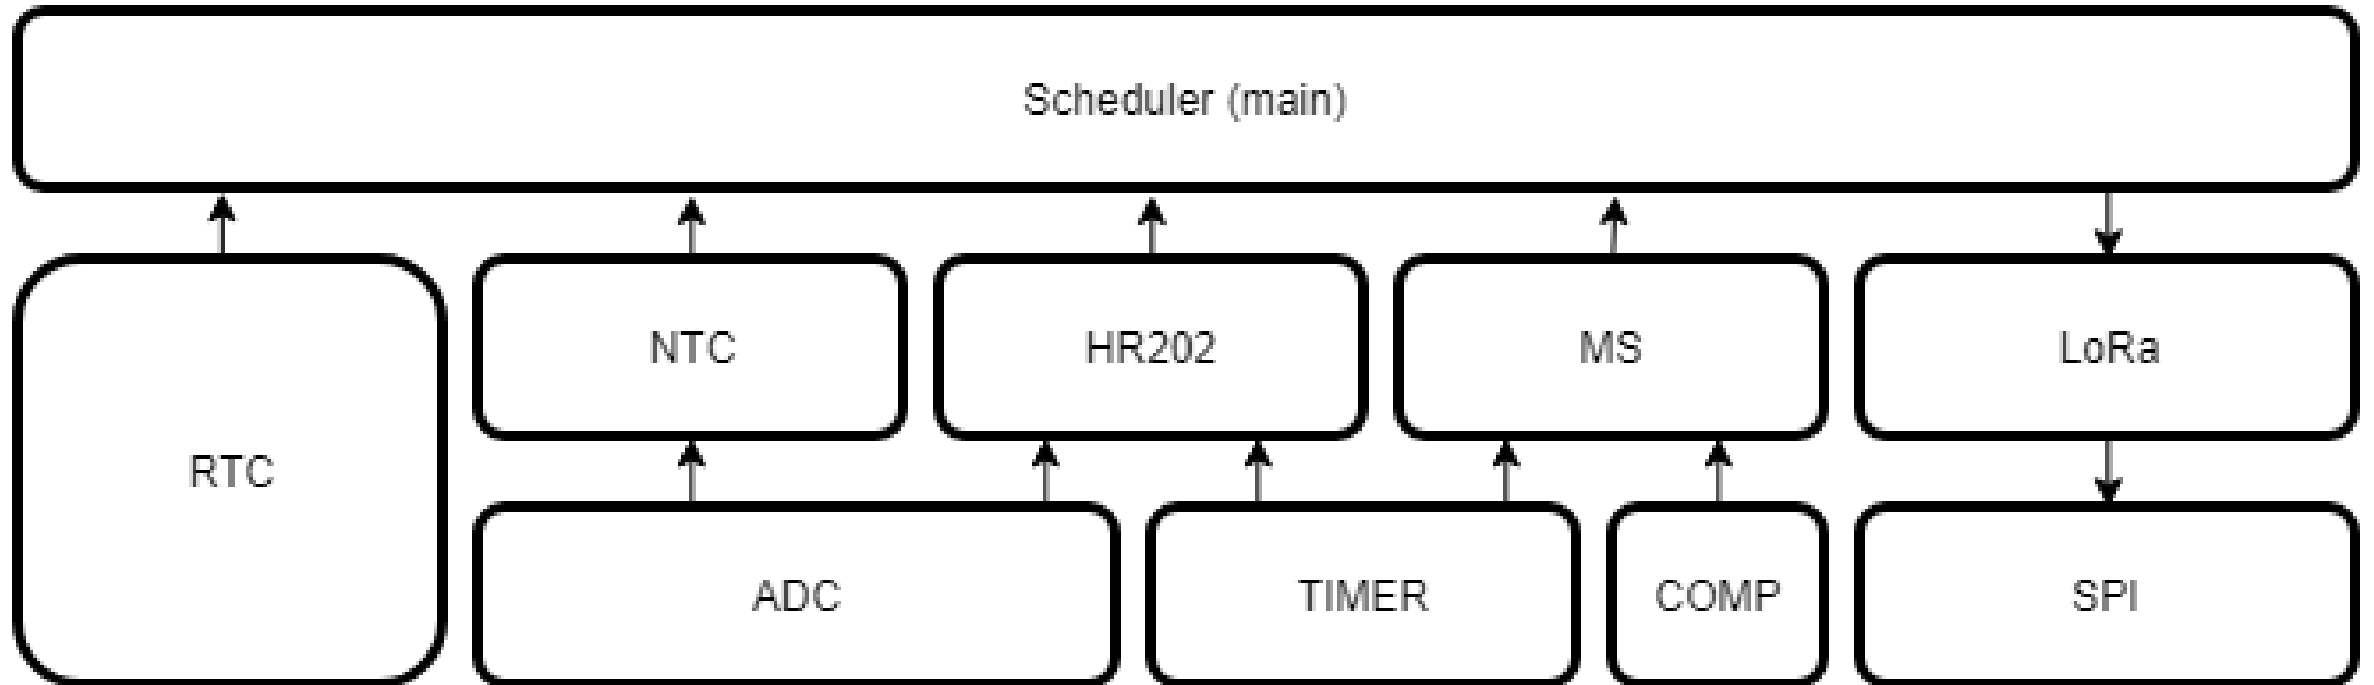 Scheduler (main)
RTC
NTC
HR202
MS
LoRa
ADC
TIMER
COMP
SPI